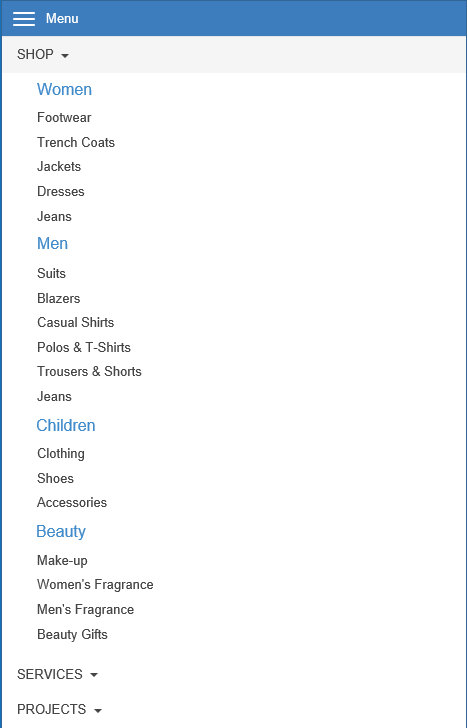 Menu
SHOP
Women
Footwear
Trench Coats
Jackets
Dresses
Jeans
Men
Suits
Blazers
Casual Shirts
Polos & T-Shirts
Trousers & Shorts
Jeans
Children
Clothing
Shoes
Accessories
Beauty
Make-up
Women's Fragrance
Men's Fragrance
Beauty Gifts
SERVICES
PROJECTS